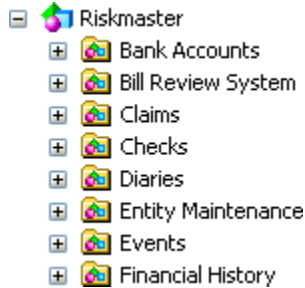 Riskmaster
Bank Accounts
Bill Review System
Claims
Checks
Diaries
Entity Maintenance
Events
Financial History